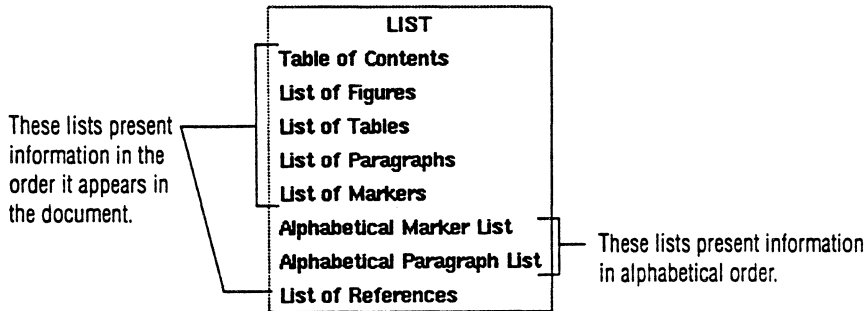 LIST
Table of Contents
List of Figures
List of Tables
List of Paragraphs
List of Markers
Alphabetical Marker List
Alphabetical Paragraph List
List of References
These lists present
information in the
order it appears in
the document.
These lists present information
in alphabetical order.